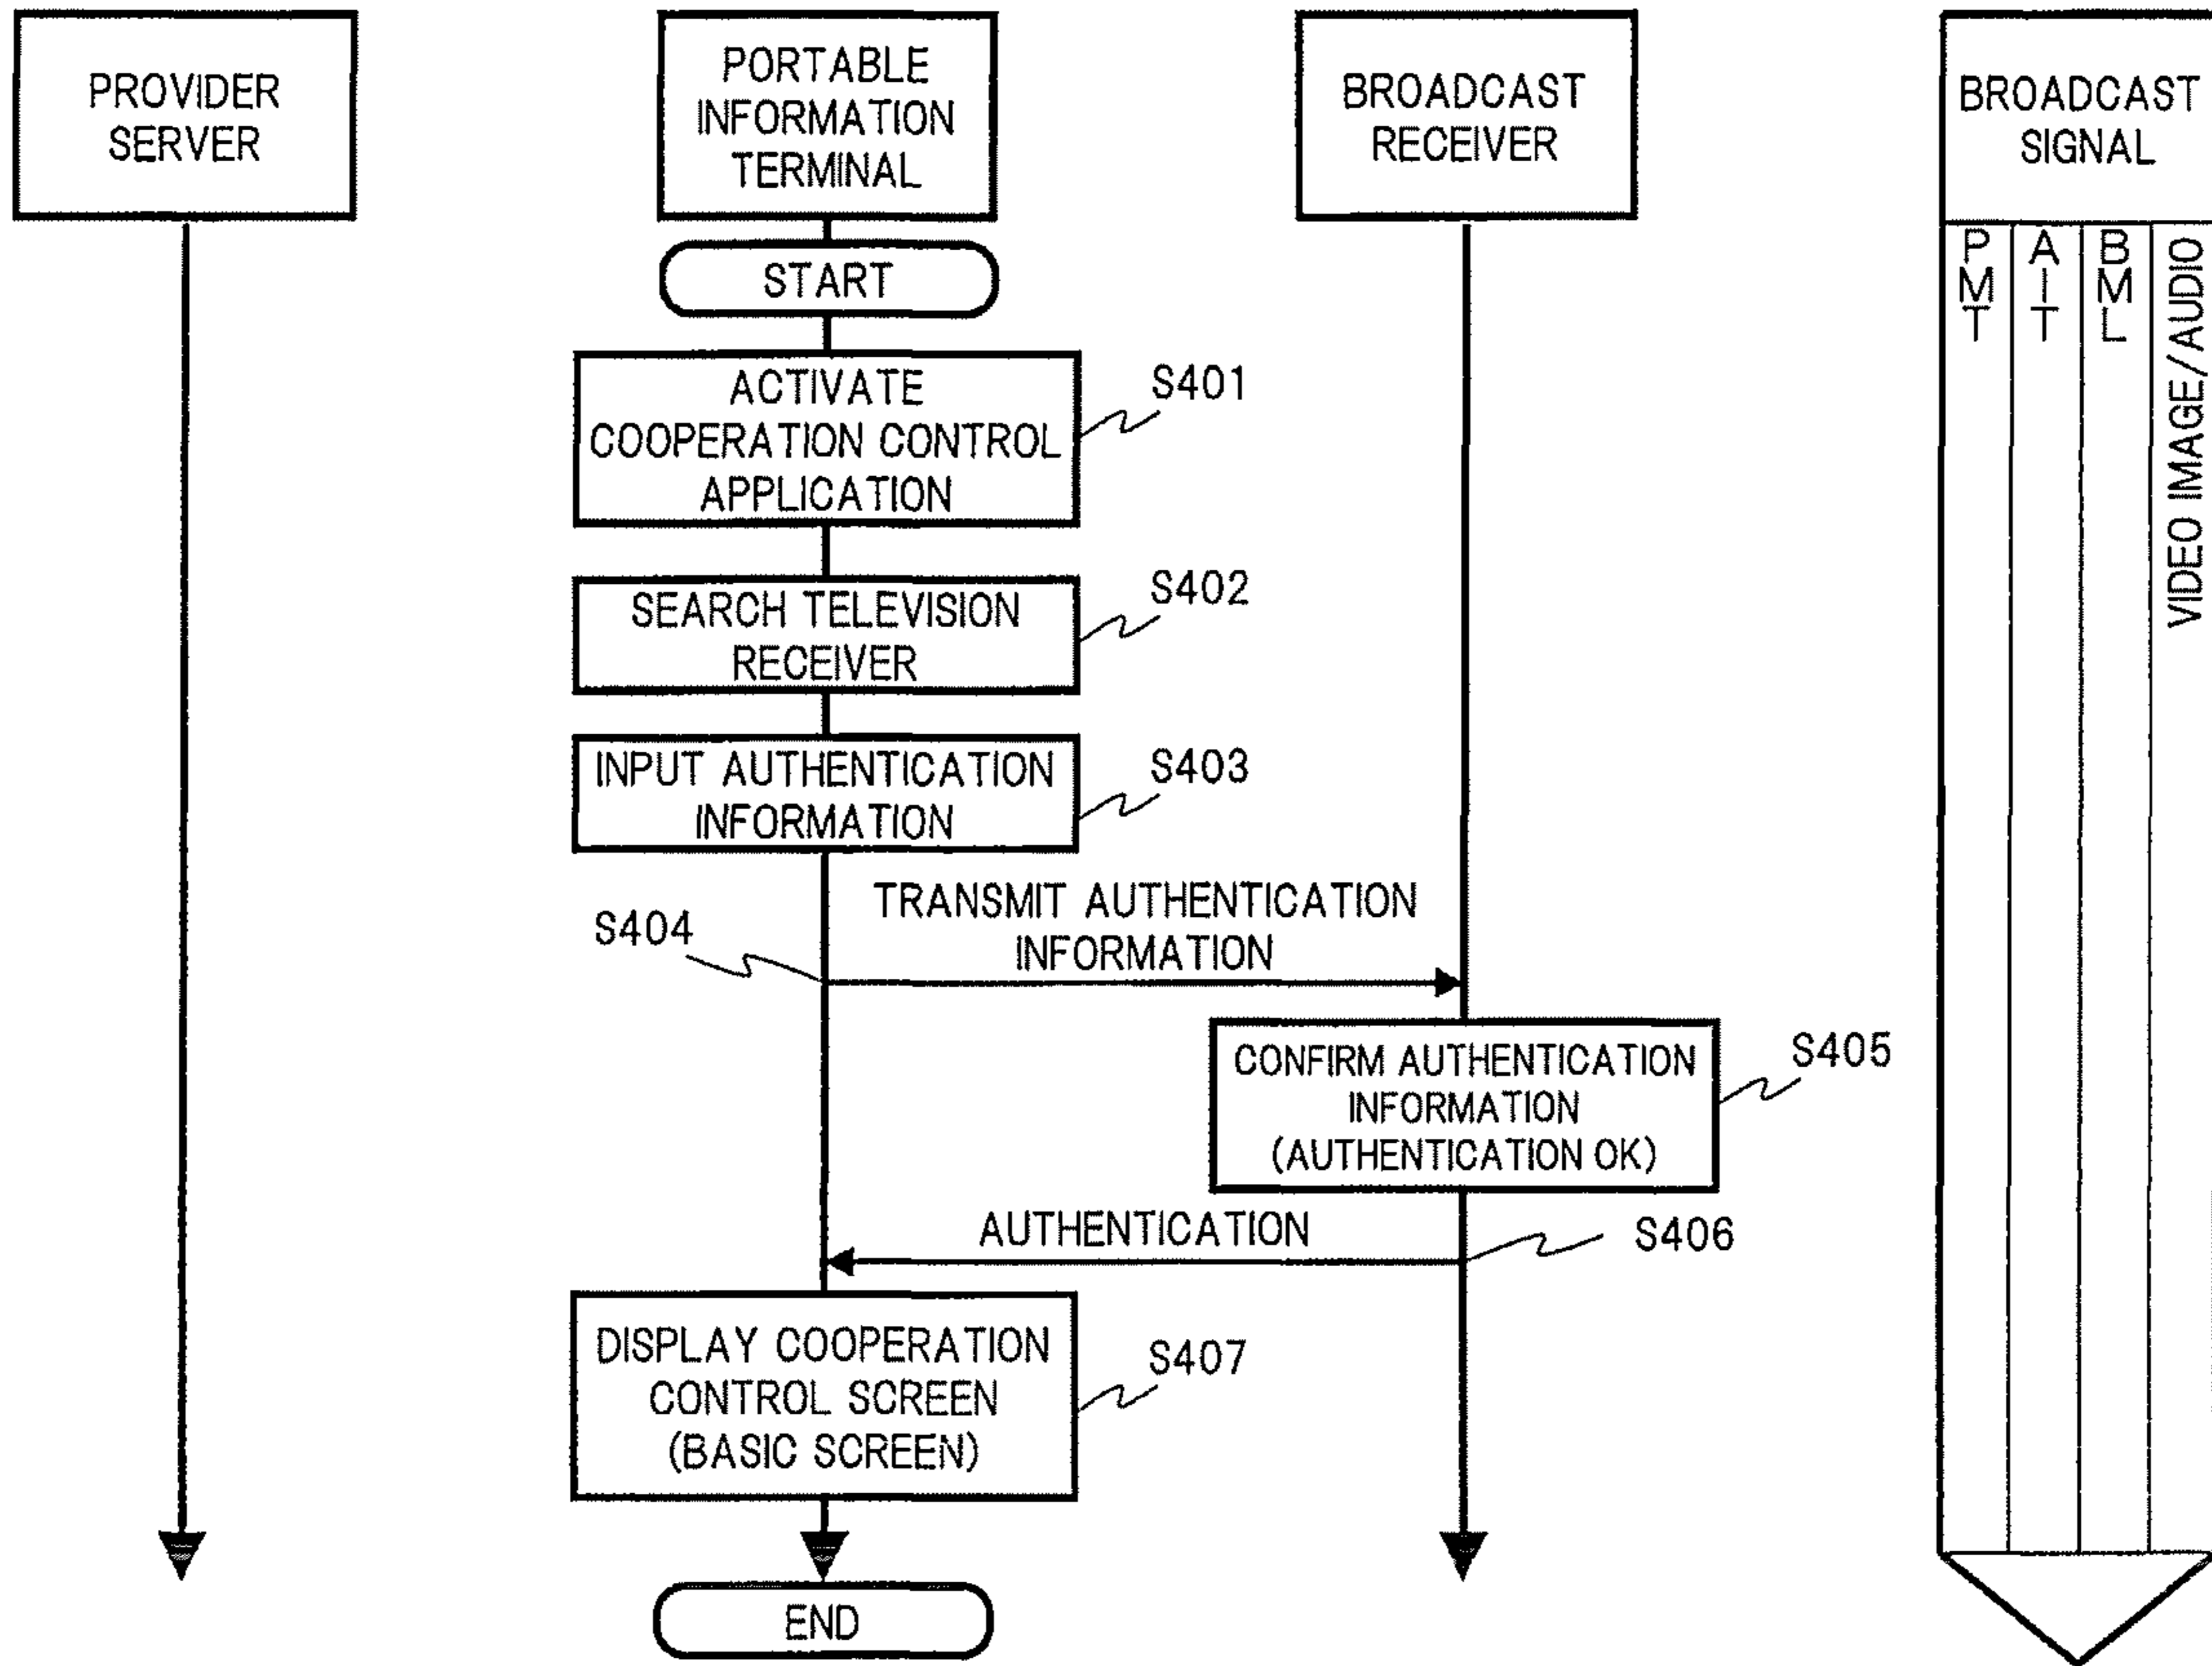 PROVIDER
SERVER
PORTABLE
INFORMATION
TERMINAL
BROADCAST
RECEIVER
BROADCAST
SIGNAL
START
PMT
AIT
BML
VIDEO IMAGE/AUDIO
ACTIVATE
COOPERATION CONTROL
APPLICATION
S401
SEARCH TELEVISION
RECEIVER
S402
INPUT AUTHENTICATION
INFORMATION
S403
TRANSMIT AUTHENTICATION
INFORMATION
S404
CONFIRM AUTHENTICATION
INFORMATION
(AUTHENTICATION OK)
S405
AUTHENTICATION
S406
DISPLAY COOPERATION
CONTROL SCREEN
(BASIC SCREEN)
S407
END